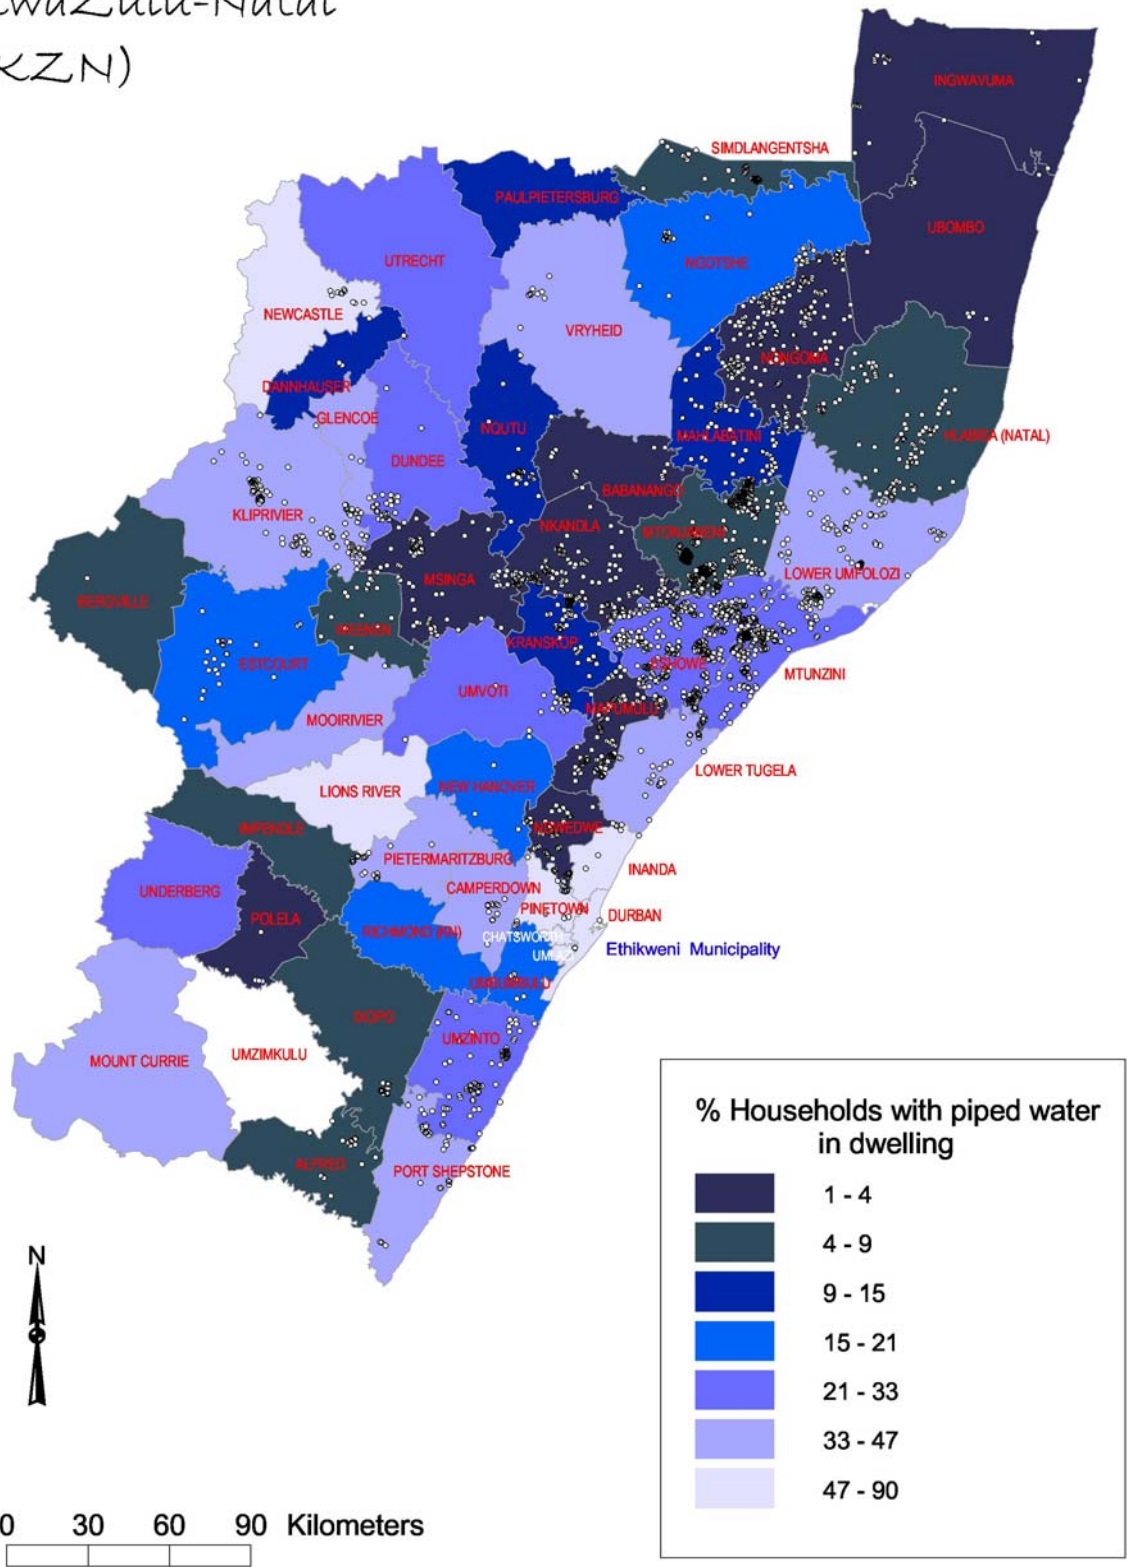 waZulu-Natal
KZN)
INGWAVUMA
SIMDLANGENTSHA
PAULPIETERSBURG
UBOMBO
UTRECHT
NGOTSHE
NEWCASTLE
VRYHEID
NONGOMA
DANNHAUSER
GLENCOE
NQUTU
MAHLABATINI
HLABISA (NATAL)
DUNDEE
BABANANGO
KLIPRIVIER
NKANDLA
MTONJANENI
MSINGA
LOWER UMFOLOZI
BERGVILLE
WEENEN
KRANSKOP
ESTCOURT
ESHOWE
MTUNZINI
UMVOTI
MAPUMULU
MOOIRIVIER
LOWER TUGELA
LIONS RIVER
NEW HANOVER
IMPENDLE
NDWEDWE
PIETERMARITZBURG
INANDA
UNDERBERG
CAMPERDOWN
POLELA
PINETOWN
DURBAN
RICHMOND (KN)
CHATSWORTH
Ethikweni Municipality
UMLAZI
UMBUMBULU
IXOPO
UMZINTO
MOUNT CURRIE
UMZIMKULU
ALFRED
PORT SHEPSTONE
% Households with piped water
in dwelling
1 - 4
4 - 9
9 - 15
15 - 21
21 - 33
33 - 47
47 - 90
N
0 30 60 90 Kilometers